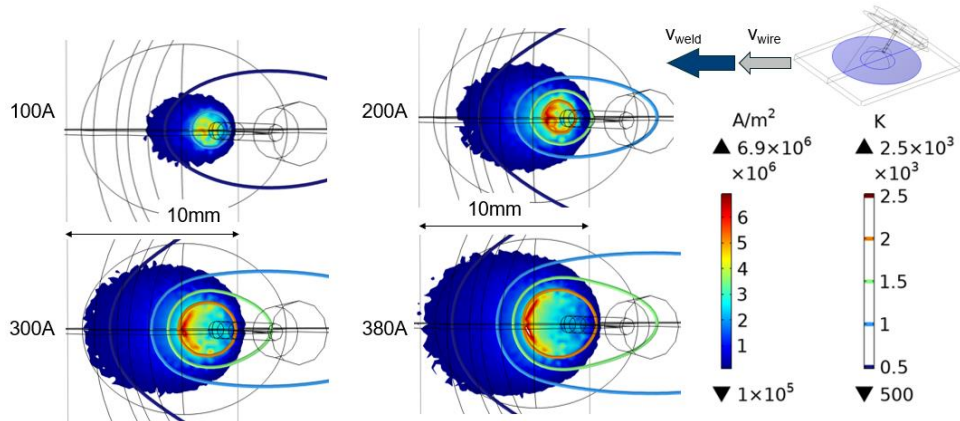 100A
200A
v_weld
v_wire
A/m²
▲ 6.9×10⁶
×10⁶
6
5
4
3
2
1
▼ 1×10⁵
K
▲ 2.5×10³
×10³
2.5
2
1.5
1
0.5
▼ 500
10mm
10mm
300A
380A